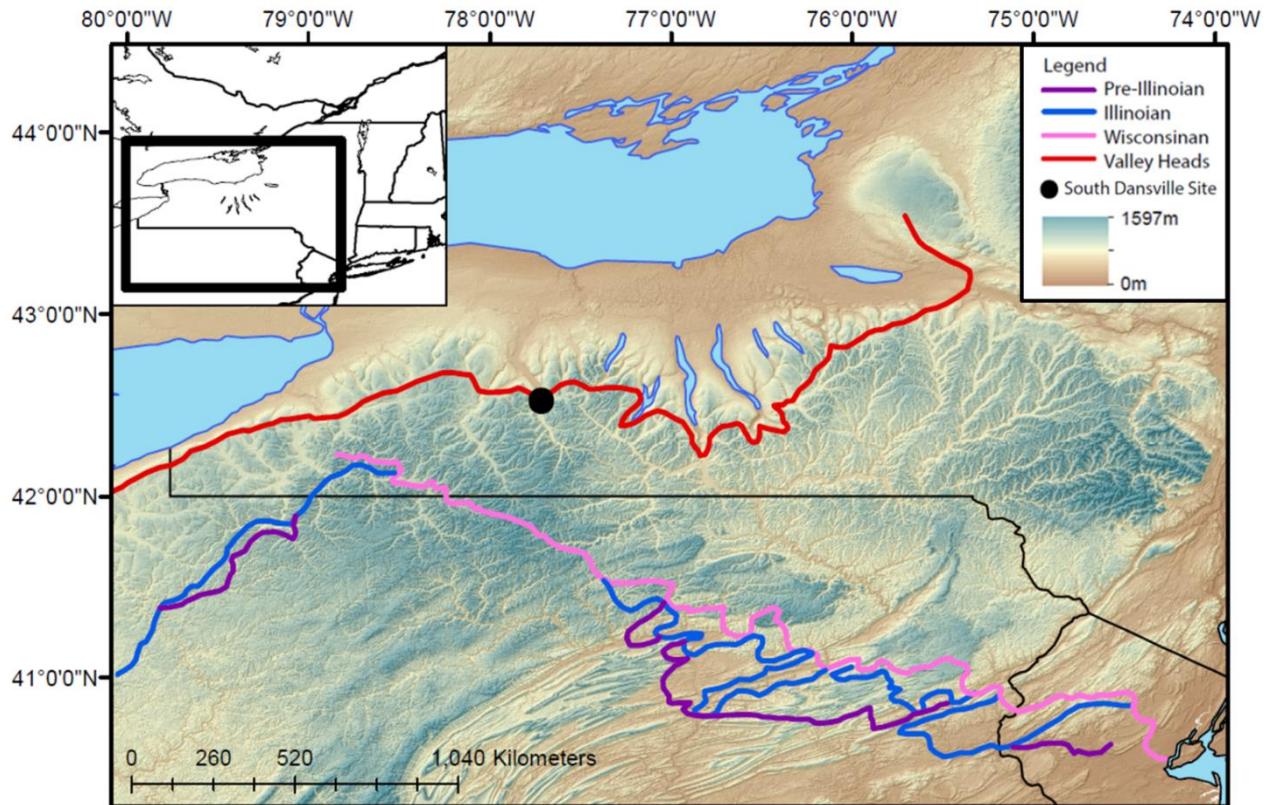 80°0'0"W 79°0'0"W 78°0'0"W 77°0'0"W 76°0'0"W 75°0'0"W 74°0'0"W
44°0'0"N
43°0'0"N
42°0'0"N
41°0'0"N
Legend
Pre-Illinoian
Illinoian
Wisconsinan
Valley Heads
South Dansville Site
1597m
0m
0 260 520 1,040 Kilometers